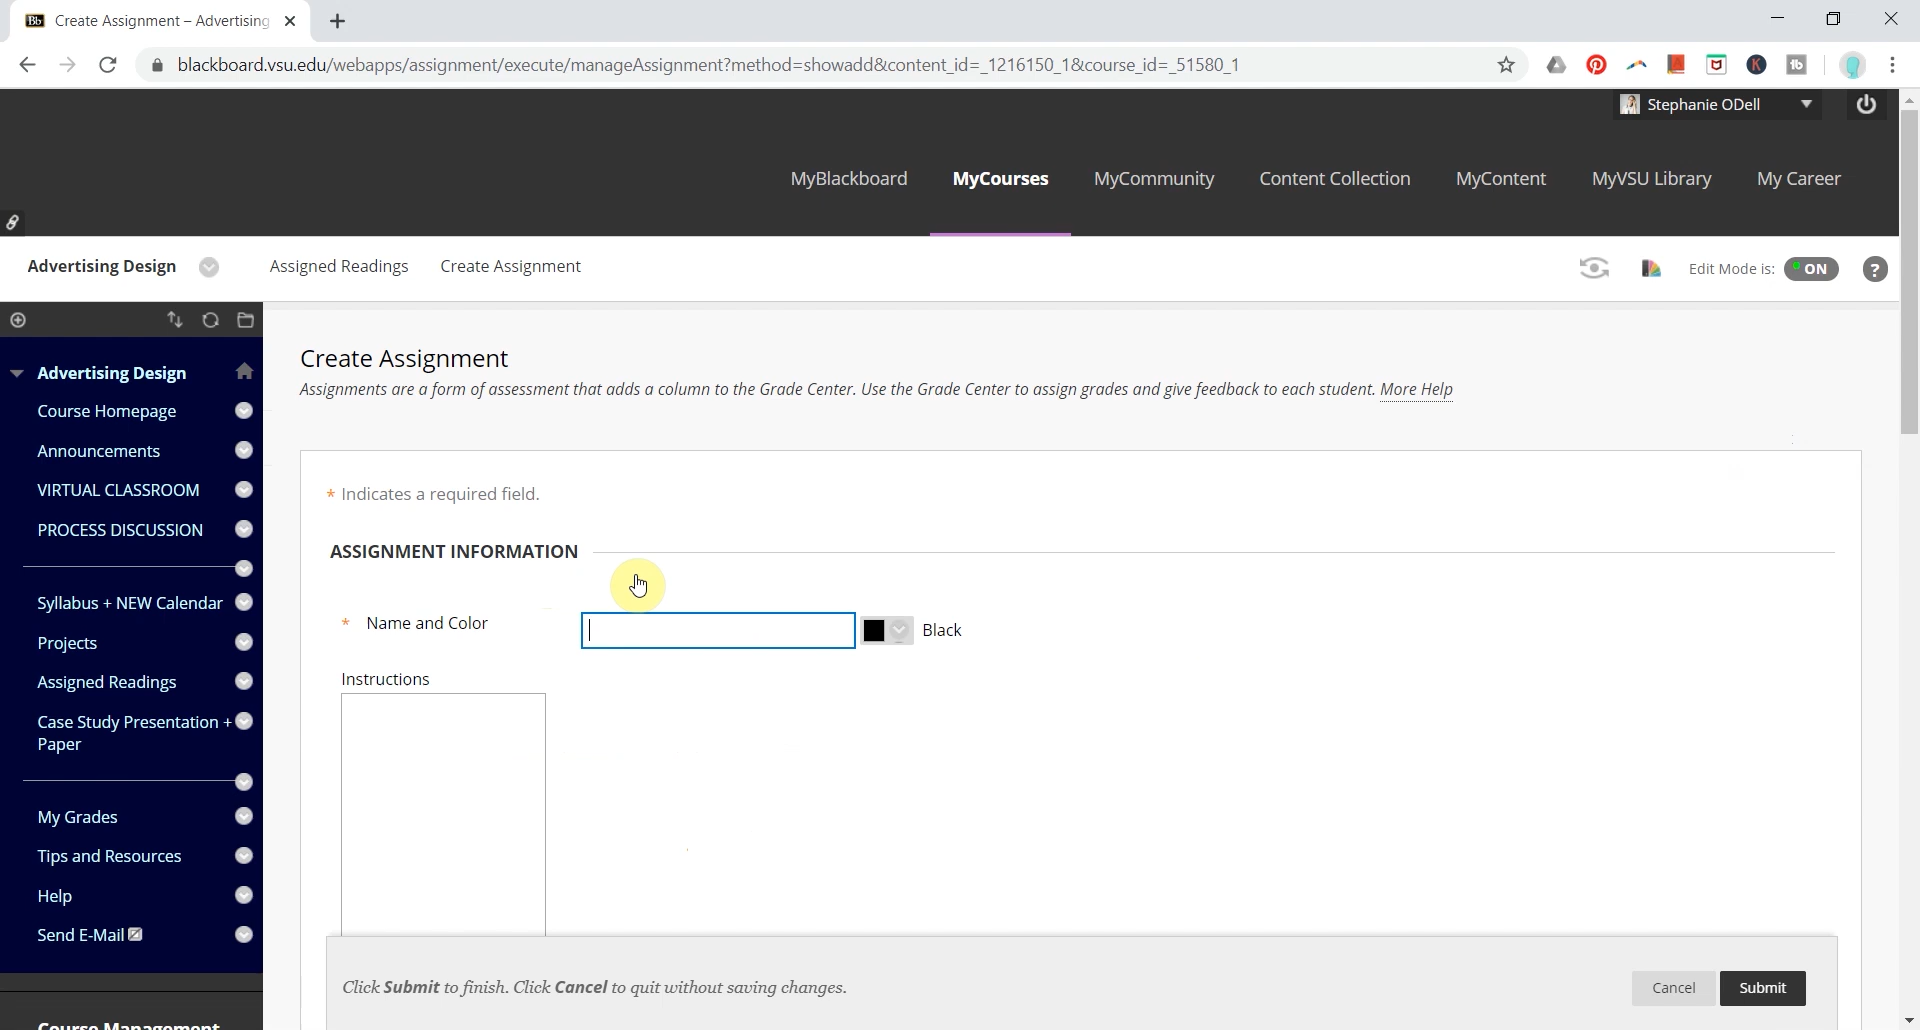 Create Assignment – Advertising
blackboard.vsu.edu/webapps/assignment/execute/manageAssignment?method=showadd&content_id=_1216150_1&course_id=_51580_1
Stephanie ODell
MyBlackboard MyCourses MyCommunity Content Collection MyContent MyVSU Library My Career
Advertising Design Assigned Readings Create Assignment Edit Mode is: ON ?
Advertising Design
Course Homepage
Announcements
VIRTUAL CLASSROOM
PROCESS DISCUSSION
Syllabus + NEW Calendar
Projects
Assigned Readings
Case Study Presentation +
Paper
My Grades
Tips and Resources
Help
Send E-Mail
Course Management
Create Assignment
Assignments are a form of assessment that adds a column to the Grade Center. Use the Grade Center to assign grades and give feedback to each student. More Help
* Indicates a required field.
ASSIGNMENT INFORMATION
* Name and Color Black
Instructions
Click Submit to finish. Click Cancel to quit without saving changes. Cancel Submit